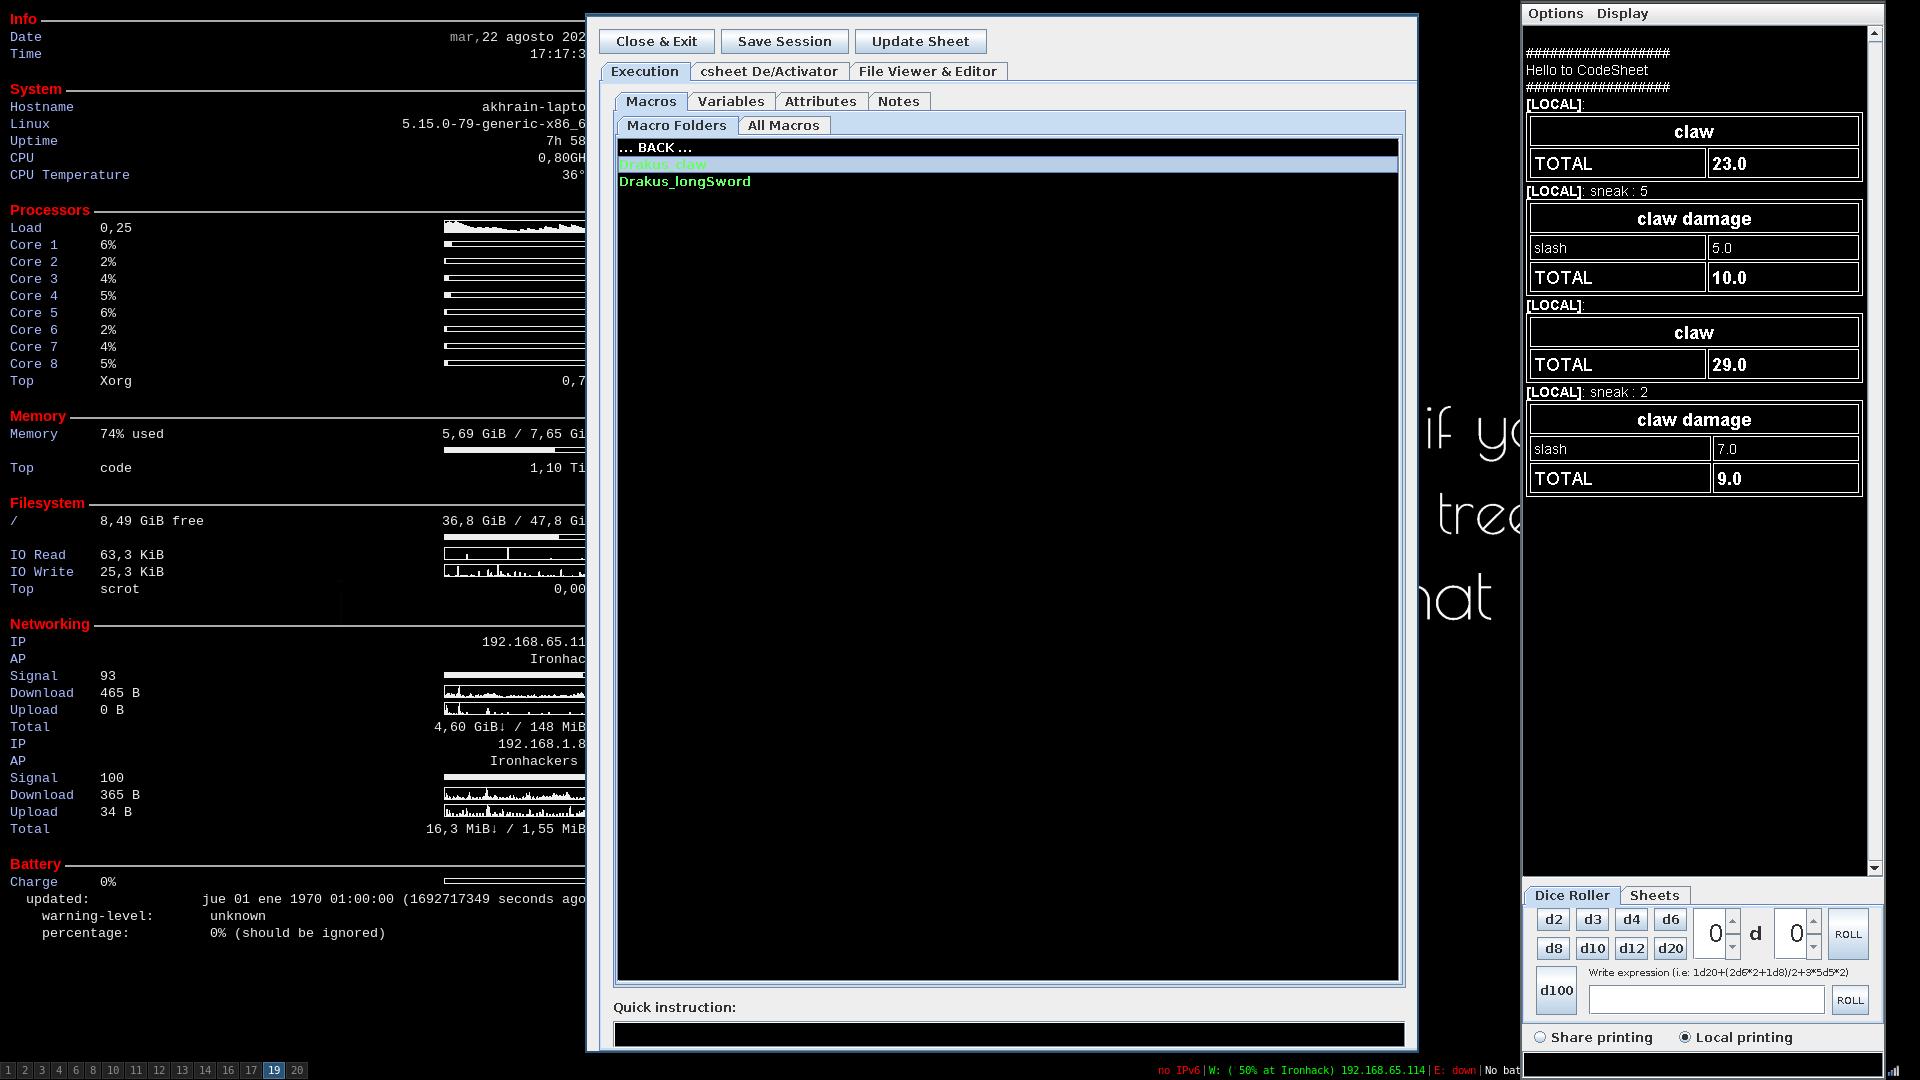 Info
Date mar,22 agosto 202
Time 17:17:3
System
Hostname akhrain-lapto
Linux 5.15.0-79-generic-x86_6
Uptime 7h 58
CPU 0,80GH
CPU Temperature 36°
Processors
Load 0,25
Core 1 6%
Core 2 2%
Core 3 4%
Core 4 5%
Core 5 6%
Core 6 2%
Core 7 4%
Core 8 5%
Top Xorg 0,7
Memory
Memory 74% used 5,69 GiB / 7,65 Gi
Top code 1,10 Ti
Filesystem
/ 8,49 GiB free 36,8 GiB / 47,8 Gi
IO Read 63,3 KiB
IO Write 25,3 KiB
Top scrot 0,00
Networking
IP 192.168.65.11
AP Ironhac
Signal 93
Download 465 B
Upload 0 B
Total 4,60 GiB↓ / 148 MiB
IP 192.168.1.8
AP Ironhackers
Signal 100
Download 365 B
Upload 34 B
Total 16,3 MiB↓ / 1,55 MiB
Battery
Charge 0%
updated: jue 01 ene 1970 01:00:00 (1692717349 seconds ago
warning-level: unknown
percentage: 0% (should be ignored)
Close & Exit Save Session Update Sheet
Execution csheet De/Activator File Viewer & Editor
Macros Variables Attributes Notes
Macro Folders All Macros
... BACK ...
Drakus_claw
Drakus_longSword
Quick instruction:
if yo
tree
hat
Options Display
##################
Hello to CodeSheet
##################
[LOCAL]:
claw
TOTAL 23.0
[LOCAL]: sneak : 5
claw damage
slash 5.0
TOTAL 10.0
[LOCAL]:
claw
TOTAL 29.0
[LOCAL]: sneak : 2
claw damage
slash 7.0
TOTAL 9.0
Dice Roller Sheets
d2 d3 d4 d6
0 d 0 ROLL
d8 d10 d12 d20
Write expression (i.e: 1d20+(2d6*2+1d8)/2+3*5d5*2)
d100 ROLL
Share printing Local printing
1 2 3 4 6 8 10 11 12 13 14 16 17 19 20
no IPv6|W: ( 50% at Ironhack) 192.168.65.114|E: down|No bat